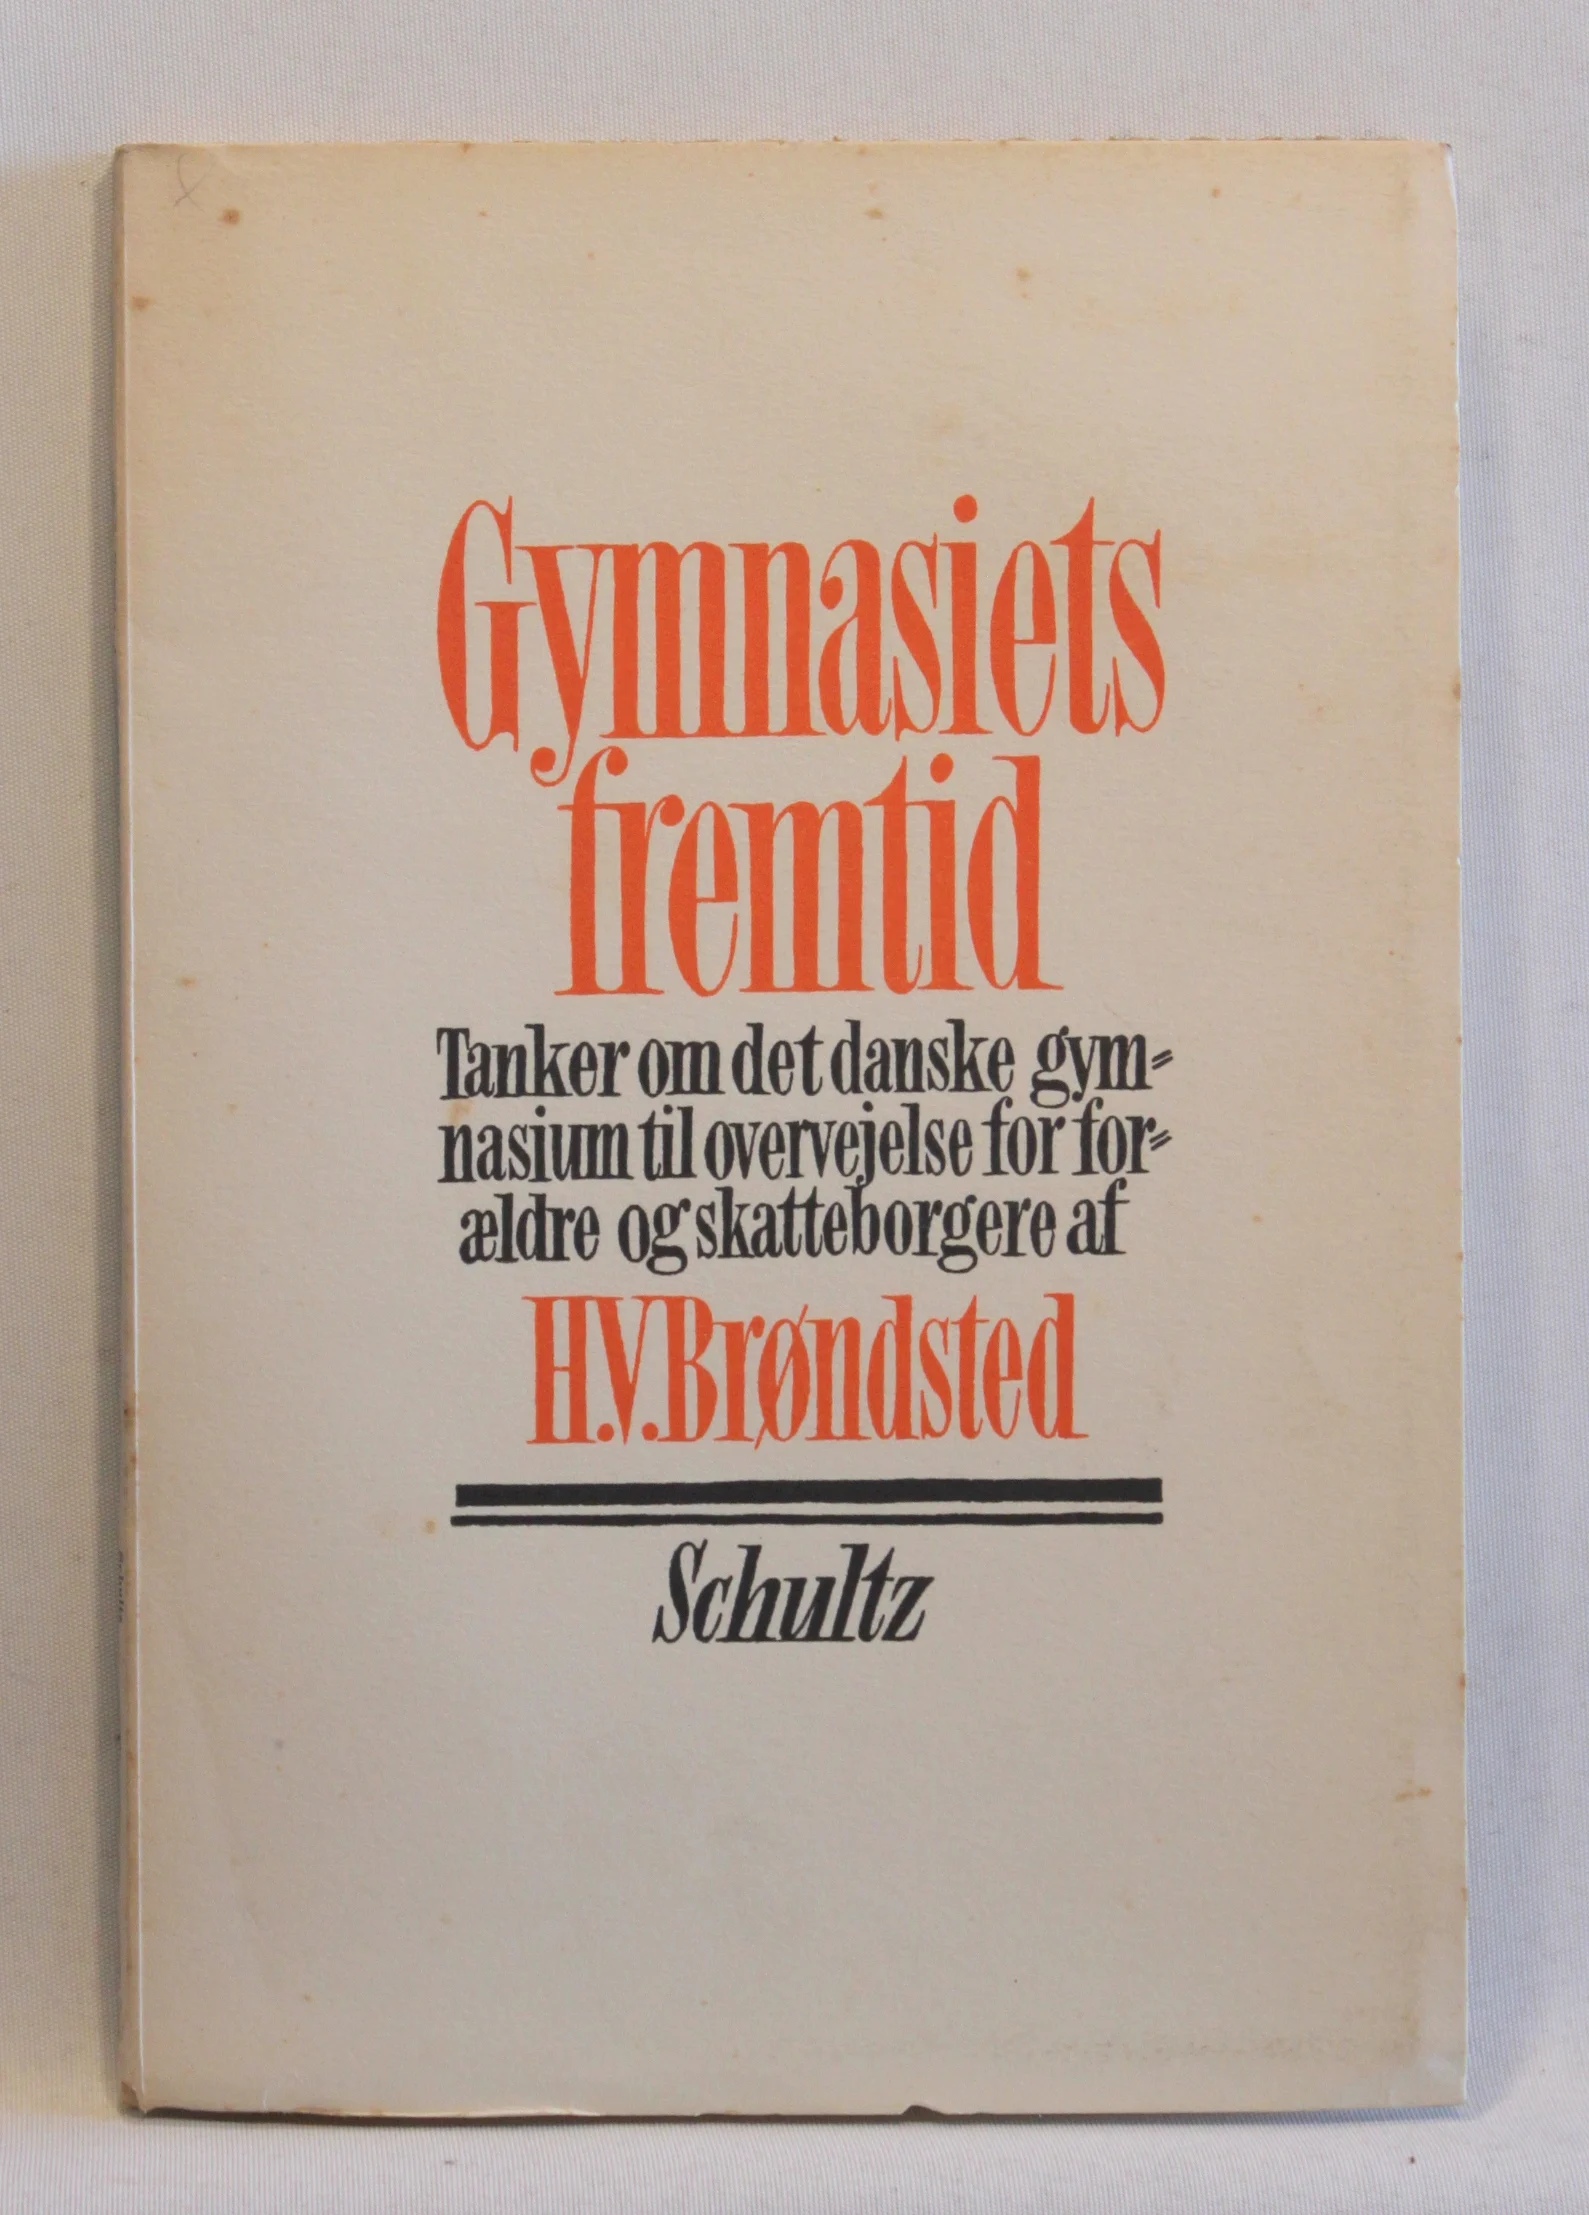 Gymnasiets
fremtid
Tanker om det danske gym-
nasium til overvejelse for for-
ældre og skatteborgere af
H.V. Brøndsted
Schultz